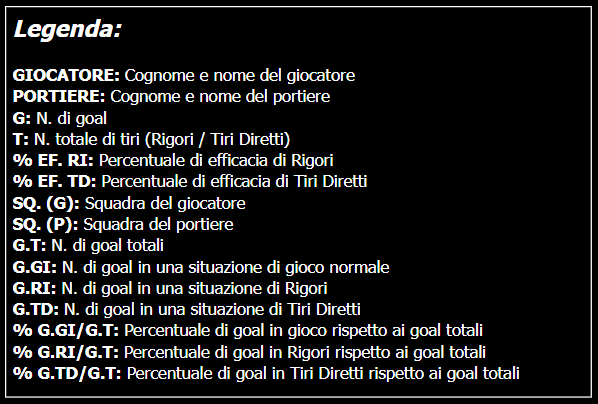 Legenda:
GIOCATORE: Cognome e nome del giocatore
PORTIERE: Cognome e nome del portiere
G: N. di goal
T: N. totale di tiri (Rigori / Tiri Diretti)
% EF. RI: Percentuale di efficacia di Rigori
% EF. TD: Percentuale di efficacia di Tiri Diretti
SQ. (G): Squadra del giocatore
SQ. (P): Squadra del portiere
G.T: N. di goal totali
G.GI: N. di goal in una situazione di gioco normale
G.RI: N. di goal in una situazione di Rigori
G.TD: N. di goal in una situazione di Tiri Diretti
% G.GI/G.T: Percentuale di goal in gioco rispetto ai goal totali
% G.RI/G.T: Percentuale di goal in Rigori rispetto ai goal totali
% G.TD/G.T: Percentuale di goal in Tiri Diretti rispetto ai goal totali